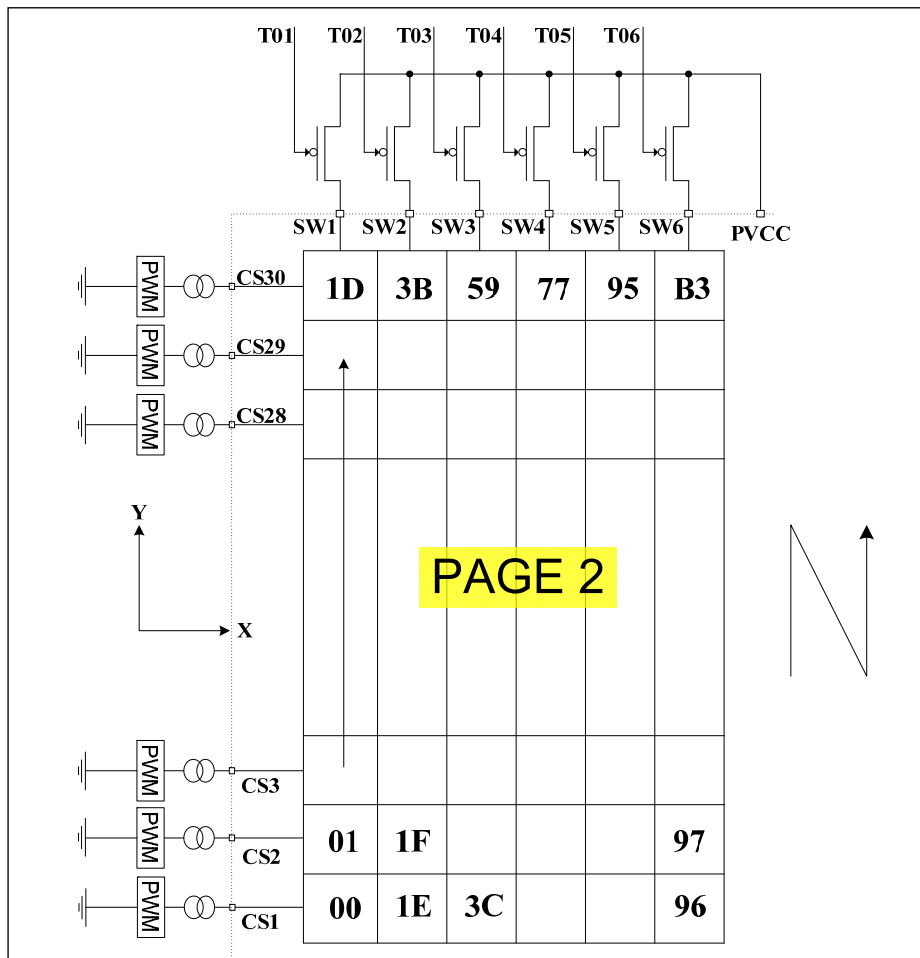 T01 T02 T03 T04 T05 T06
SW1 SW2 SW3 SW4 SW5 SW6 PVCC
PWM CS30 1D 3B 59 77 95 B3
PWM CS29
PWM CS28
Y
PAGE 2
X
PWM CS3
PWM CS2 01 1F 97
PWM CS1 00 1E 3C 96